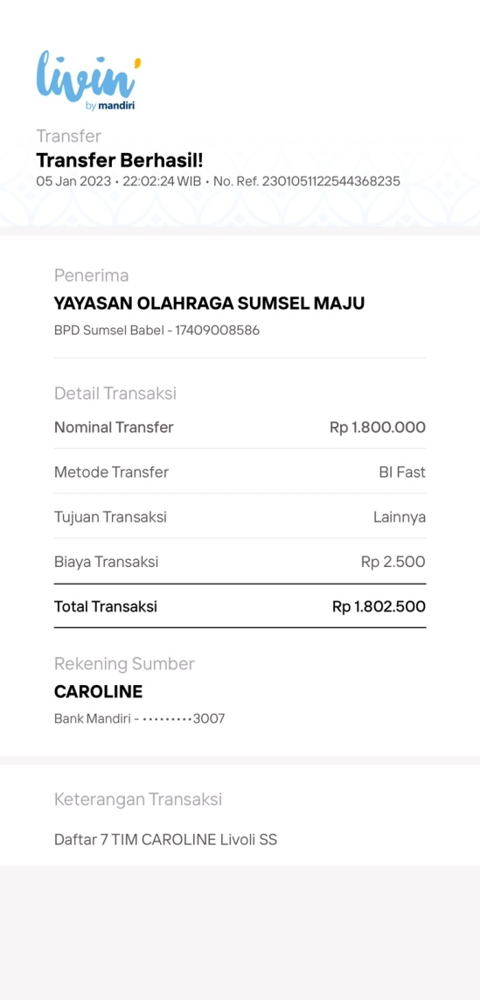 livin'
by mandiri
Transfer
Transfer Berhasil!
05 Jan 2023 • 22:02:24 WIB • No. Ref. 2301051122544368235
Penerima
YAYASAN OLAHRAGA SUMSEL MAJU
BPD Sumsel Babel - 17409008586
Detail Transaksi
Nominal Transfer Rp 1.800.000
Metode Transfer BI Fast
Tujuan Transaksi Lainnya
Biaya Transaksi Rp 2.500
Total Transaksi Rp 1.802.500
Rekening Sumber
CAROLINE
Bank Mandiri - •••••••••3007
Keterangan Transaksi
Daftar 7 TIM CAROLINE Livoli SS